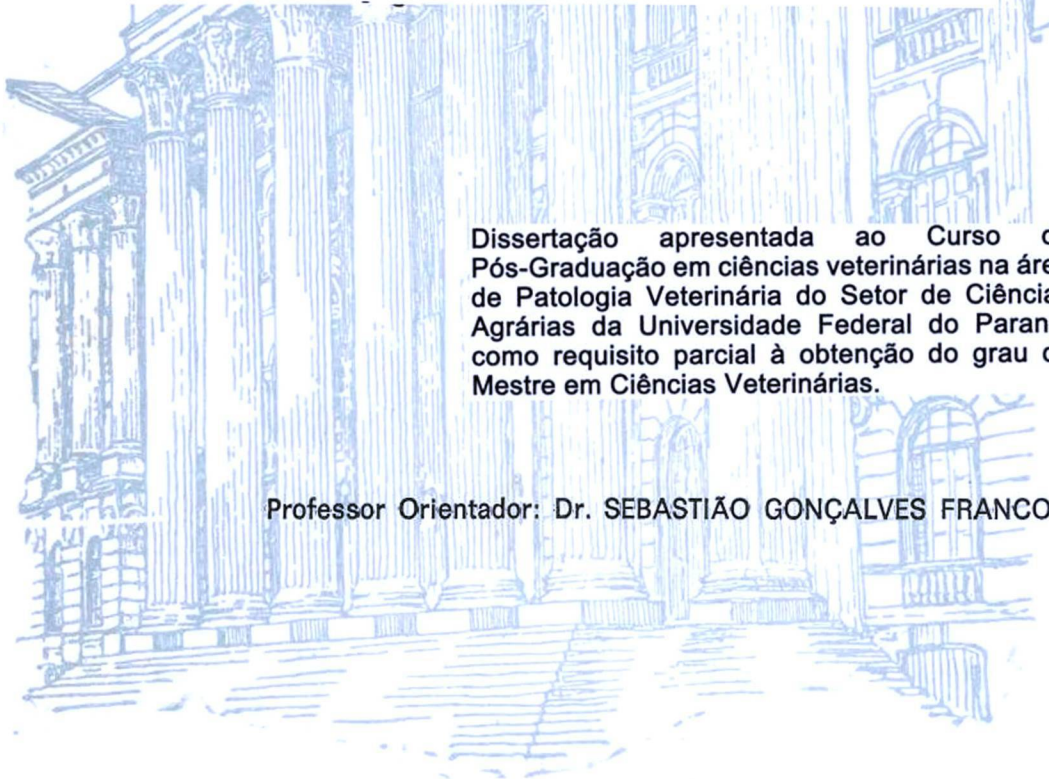 Dissertação apresentada ao Curso
Pós-Graduação em ciências veterinárias na
de Patologia Veterinária do Setor de
Agrárias da Universidade Federal do
como requisito parcial à obtenção do grau
Mestre em Ciências Veterinárias.
Professor Orientador: Dr. SEBASTIÃO GONÇALVES FRANCO